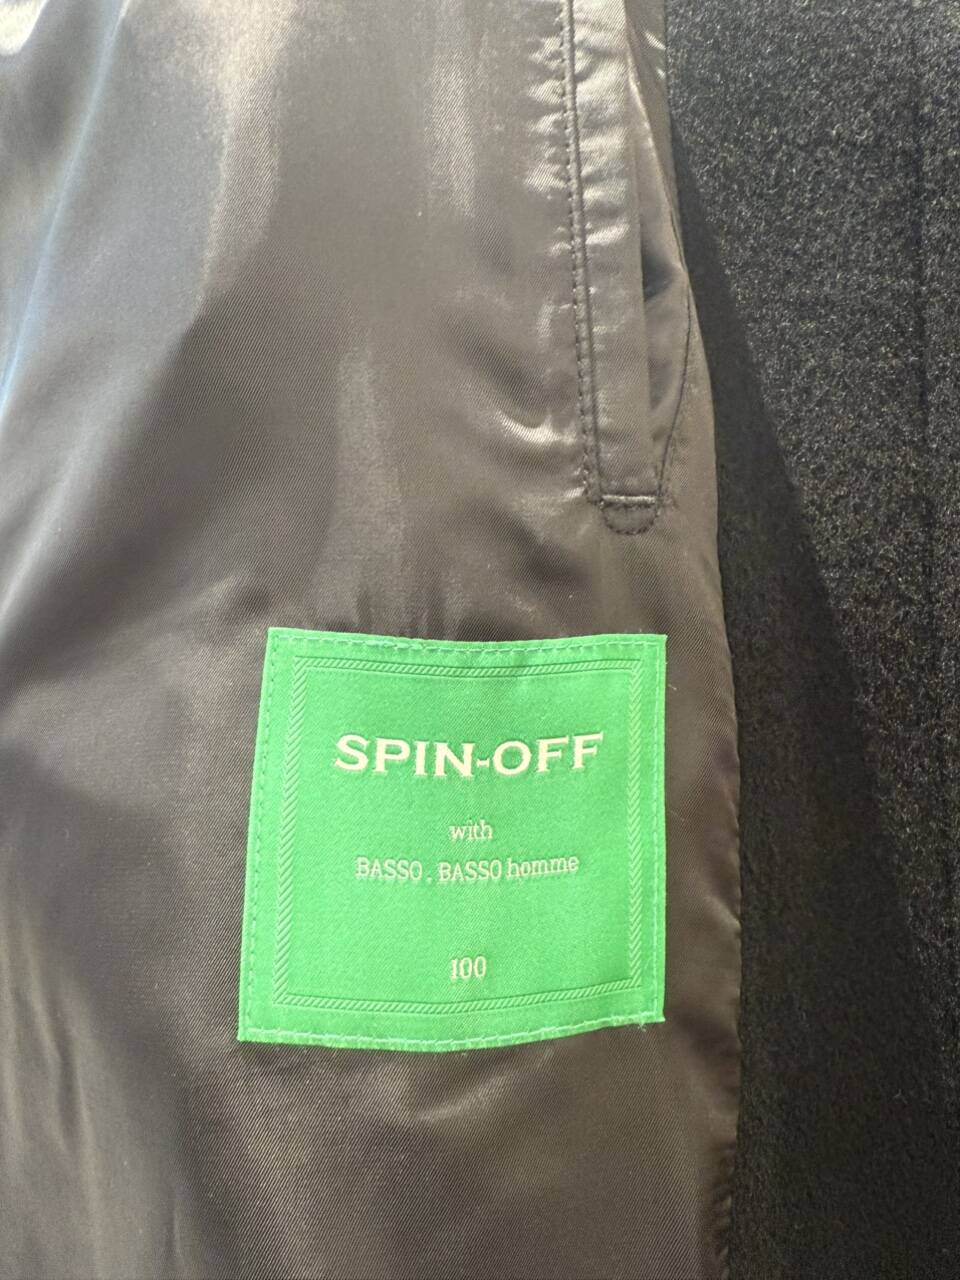 SPIN-OFF
with
BASSO . BASSO homme
100